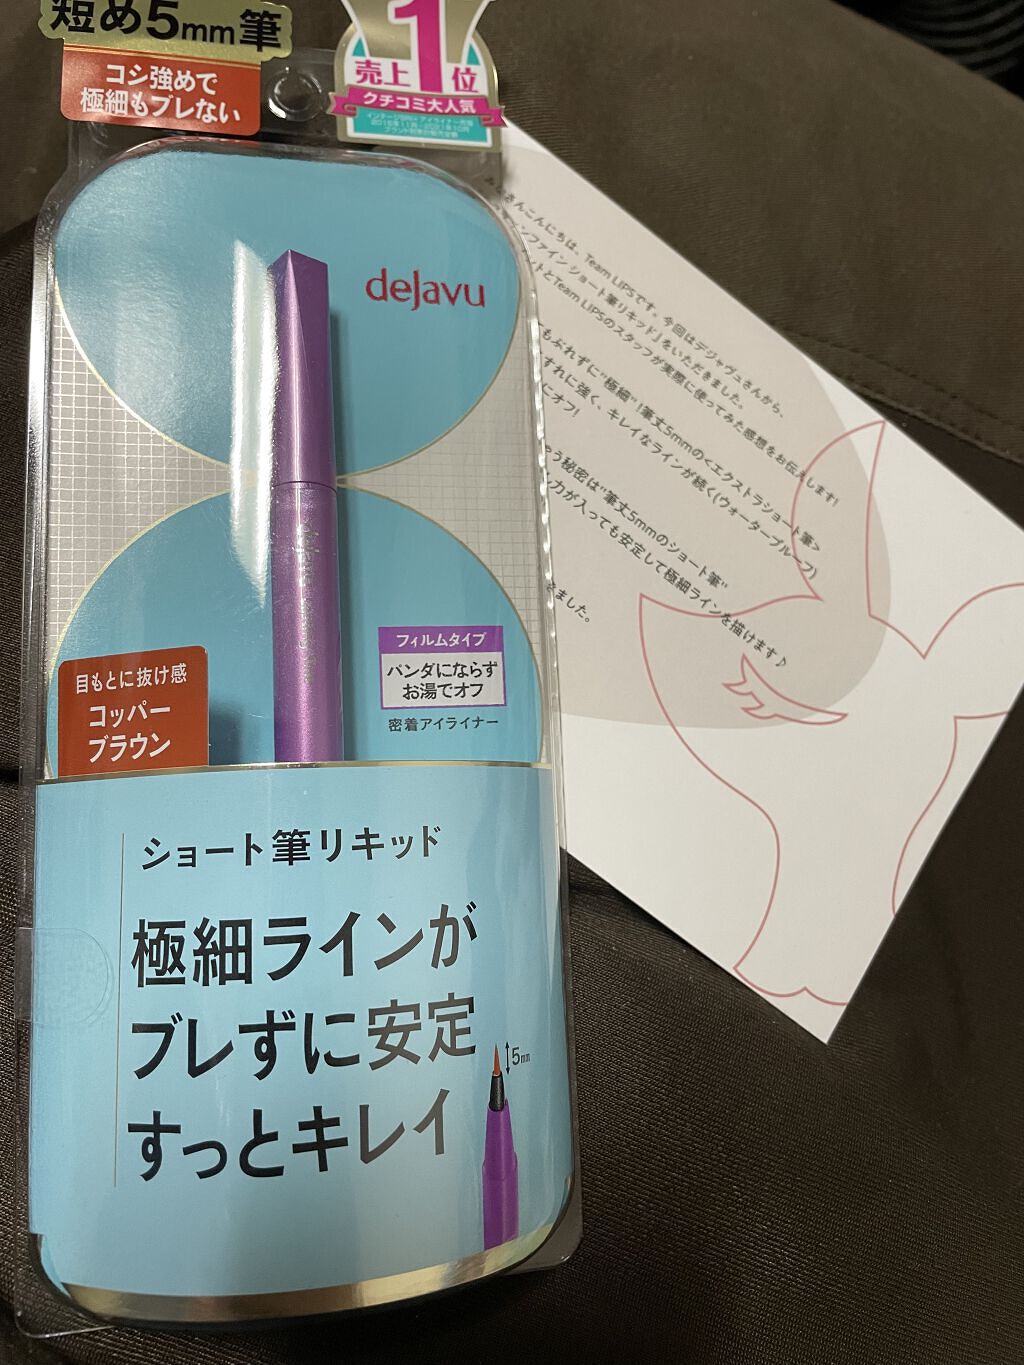 短め5mm筆
コシ強めで
極細もブレない
売上1位
クチコミ大人気
dejavu
フィルムタイプ
パンダにならず
お湯でオフ
密着アイライナー
目もとに抜け感
コッパー
ブラウン
ショート筆リキッド
極細ラインが
ブレずに安定
すっとキレイ
5mm
さんこんにちは、Team LIPSです。今回はデジャヴュさんから、
ファイン ショート筆リキッド」をいただきました。
とTeam LIPSのスタッフが実際に使ってみた感想をお伝えします!
もぶれずに"極細"!筆丈5mmの<エクストラショート筆>
すれに強く、キレイなラインが続く(ウォータープルーフ)
にオフ!
う秘密は"筆丈5mmのショート筆"
力が入っても安定して極細ラインを描けます♪
きました。